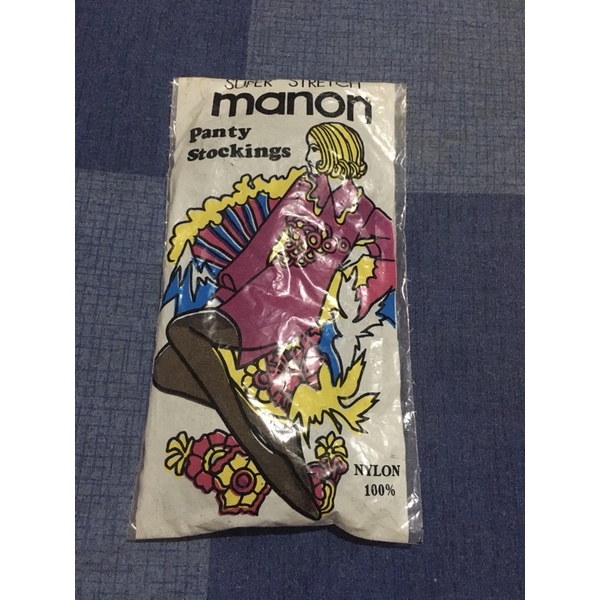 SUPER STRETCH
manon
Panty
Stockings
NYLON
100%